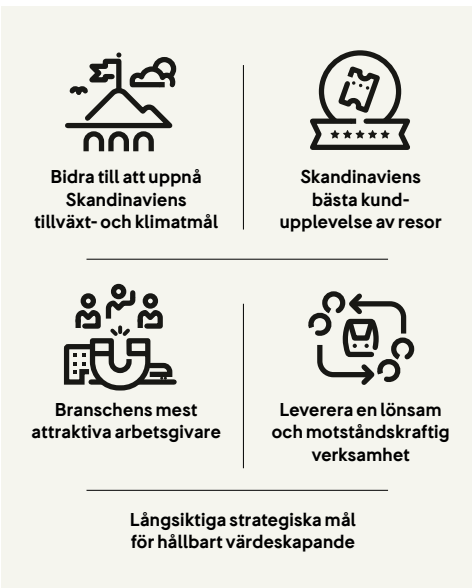 Bidra till att uppnå
Skandinaviens
tillväxt- och klimatmål
Skandinaviens
bästa kund-
upplevelse av resor
Branschens mest
attraktiva arbetsgivare
Leverera en lönsam
och motståndskraftig
verksamhet
Långsiktiga strategiska mål
för hållbart värdeskapande